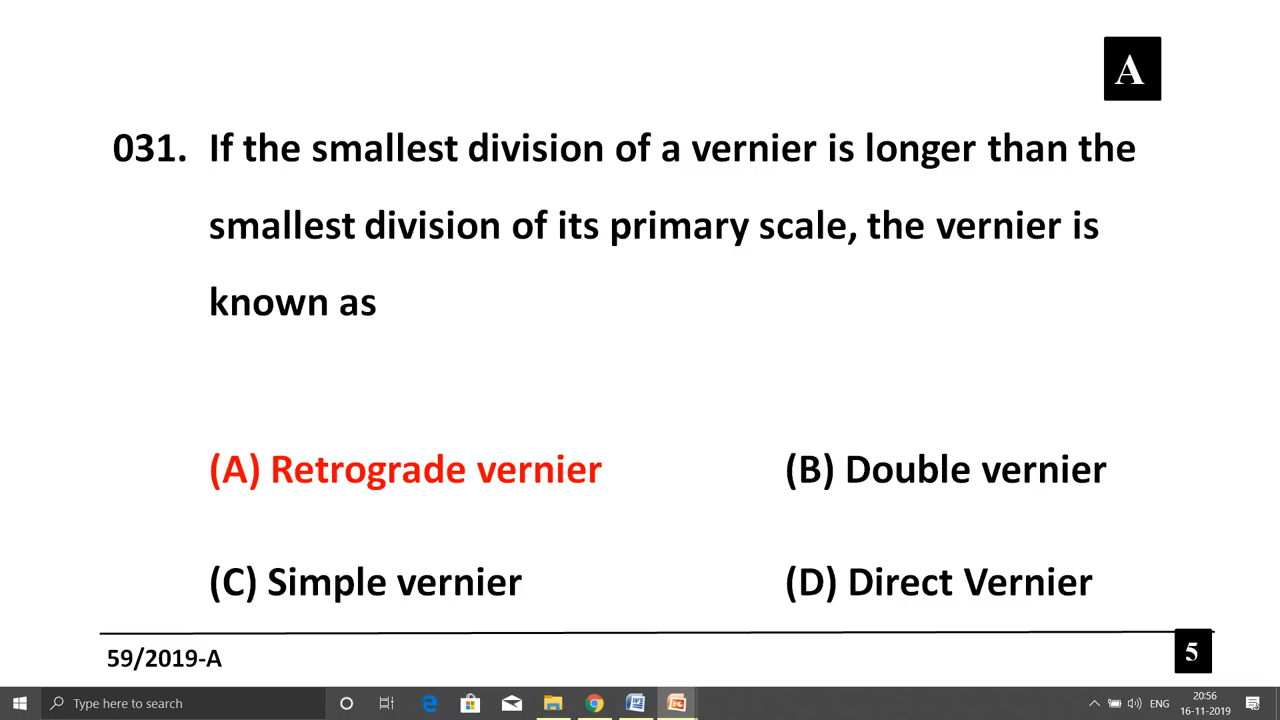 A
031. If the smallest division of a vernier is longer than the
smallest division of its primary scale, the vernier is
known as
(A) Retrograde vernier (B) Double vernier
(C) Simple vernier (D) Direct Vernier
59/2019-A 5
Type here to search ENG 20:56
16-11-2019